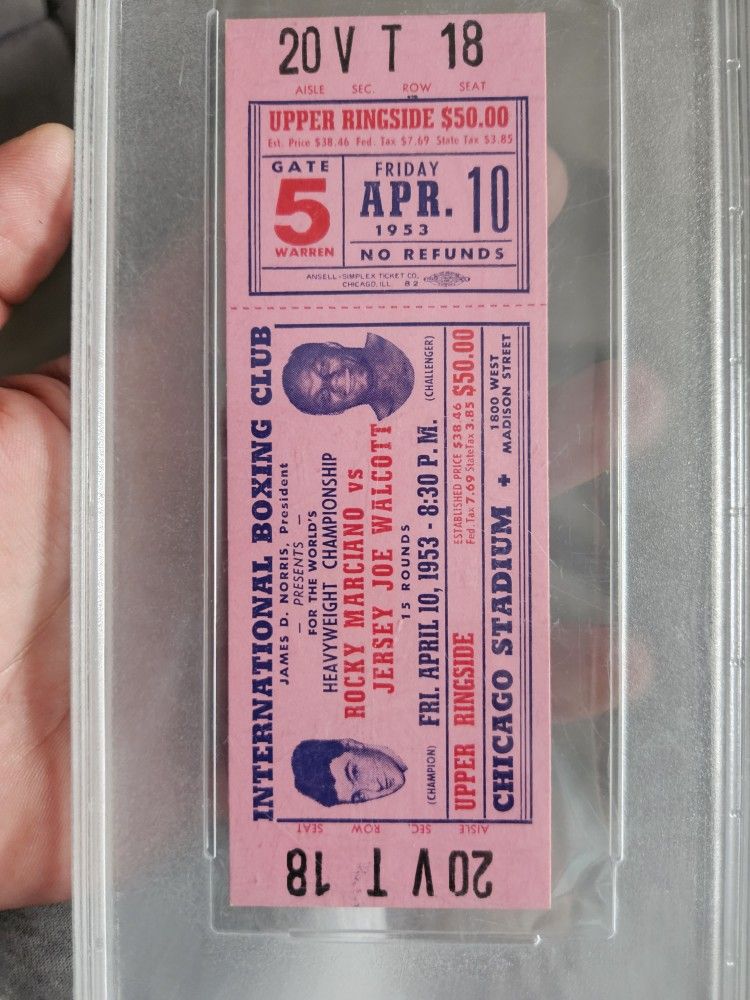 20 V T 18
AISLE SEC. ROW SEAT
UPPER RINGSIDE $50.00
Est. Price $38.46 Fed. Tax $7.69 State Tax $3.85
GATE
5
WARREN
FRIDAY
APR. 10
1953
NO REFUNDS
ANSELL-SIMPLEX TICKET CO.
CHICAGO, ILL 82
INTERNATIONAL BOXING CLUB
JAMES D. NORRIS, President
— PRESENTS —
FOR THE WORLD'S
HEAVYWEIGHT CHAMPIONSHIP
ROCKY MARCIANO vs
JERSEY JOE WALCOTT
15 ROUNDS
(CHAMPION) FRI. APRIL 10, 1953 - 8:30 P. M. (CHALLENGER)
UPPER RINGSIDE
ESTABLISHED PRICE $38.46
Fed. Tax 7.69 State Tax 3.85
$50.00
CHICAGO STADIUM +
1800 WEST
MADISON STREET
AISLE SEC. ROW SEAT
20 V T 18